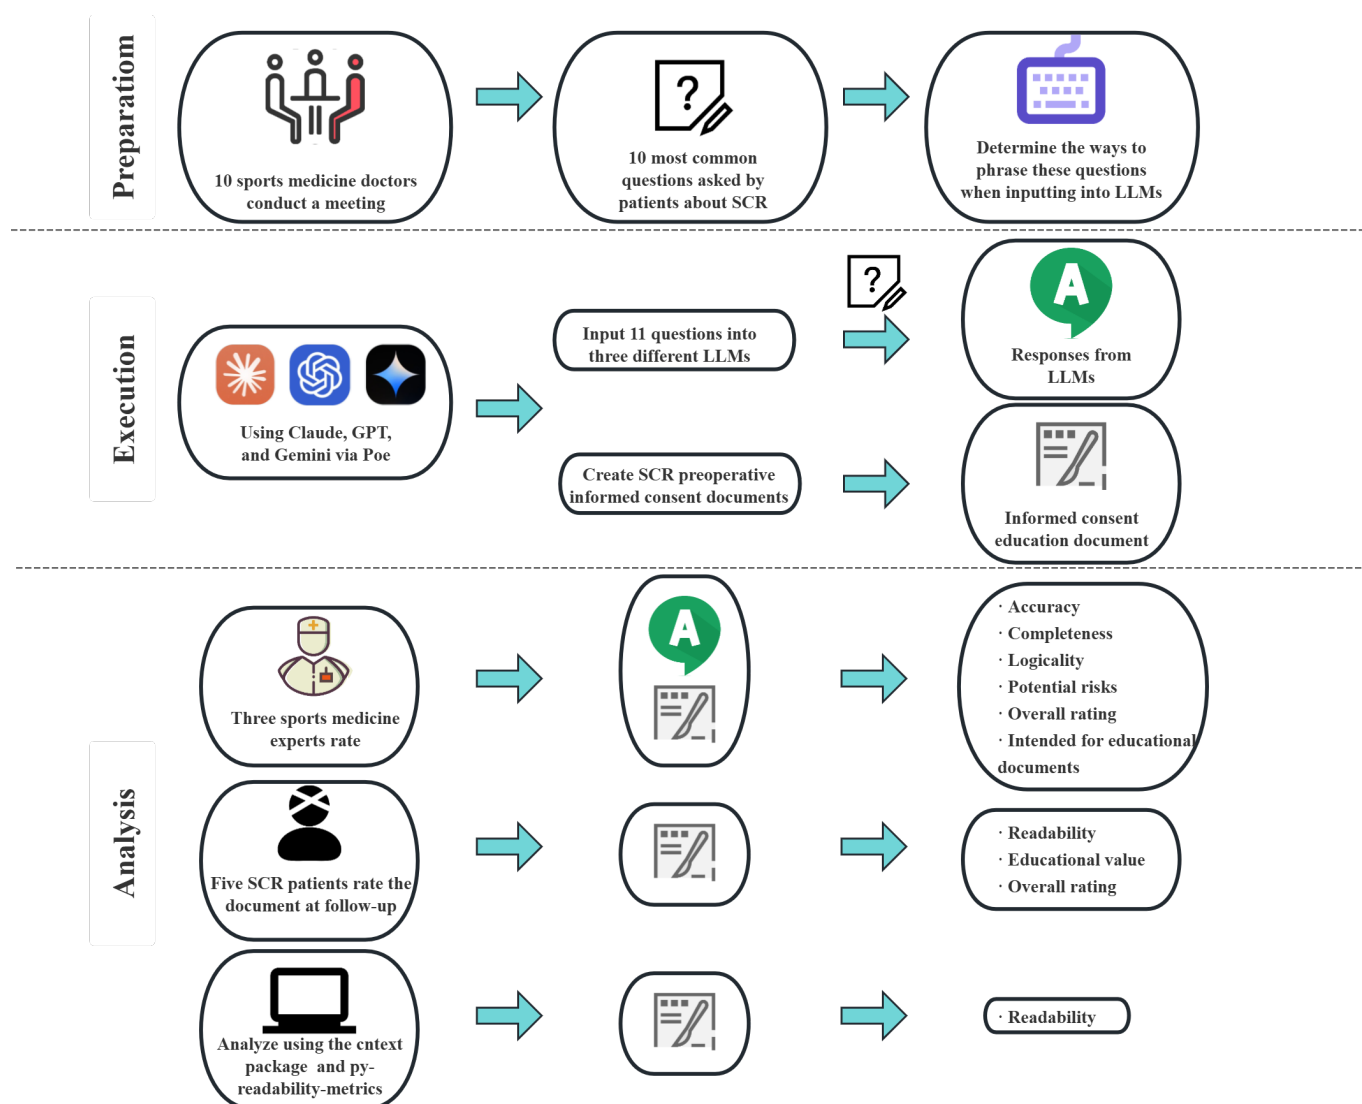 Preparation
10 sports medicine doctors
conduct a meeting
?
10 most common
questions asked by
patients about SCR
Determine the ways to
phrase these questions
when inputting into LLMs
Execution
Using Claude, GPT,
and Gemini via Poe
Input 11 questions into
three different LLMs
?
A
Responses from
LLMs
Create SCR preoperative
informed consent documents
Informed consent
education document
Analysis
Three sports medicine
experts rate
A
· Accuracy
· Completeness
· Logicality
· Potential risks
· Overall rating
· Intended for educational
documents
Five SCR patients rate the
document at follow-up
· Readability
· Educational value
· Overall rating
Analyze using the cntext
package and py-
readability-metrics
· Readability